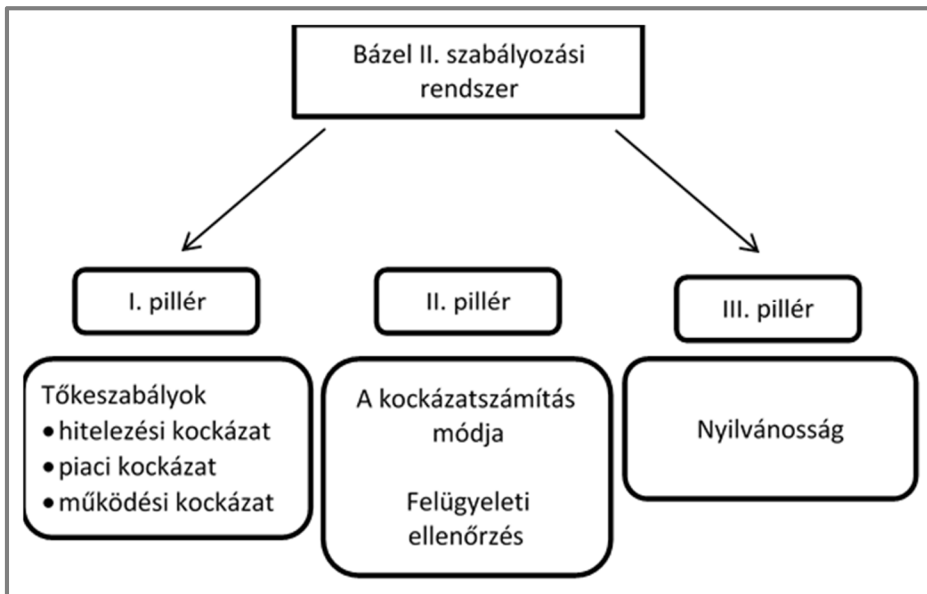 Bázel II. szabályozási
rendszer
I. pillér
II. pillér
III. pillér
Tőkeszabályok
• hitelezési kockázat
• piaci kockázat
• működési kockázat
A kockázatszámítás
módja
Felügyeleti
ellenőrzés
Nyilvánosság